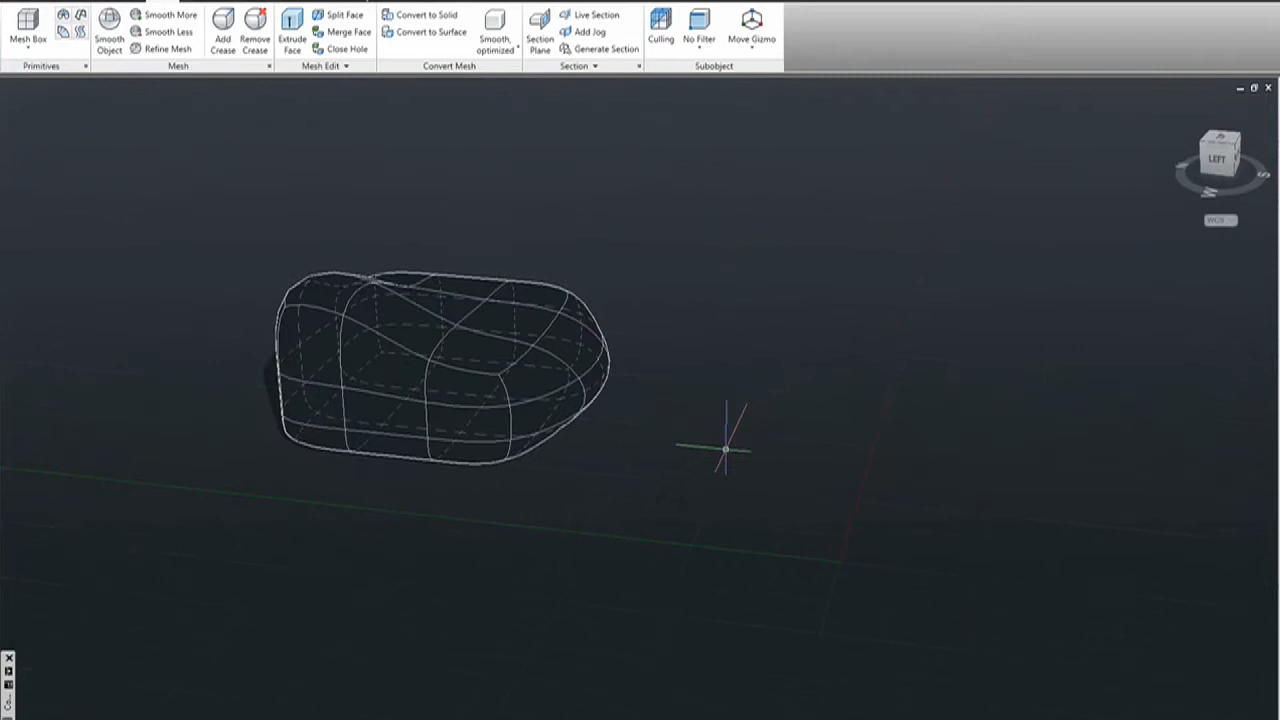 Mesh Box
Primitives
Smooth Object
Smooth More
Smooth Less
Refine Mesh
Add Crease
Remove Crease
Mesh
Extrude Face
Split Face
Merge Face
Close Hole
Mesh Edit
Convert to Solid
Convert to Surface
Smooth, optimized
Convert Mesh
Section Plane
Live Section
Add Jog
Generate Section
Section
Culling
No Filter
Move Gizmo
Subobject
LEFT
S
W
WCS
Co...